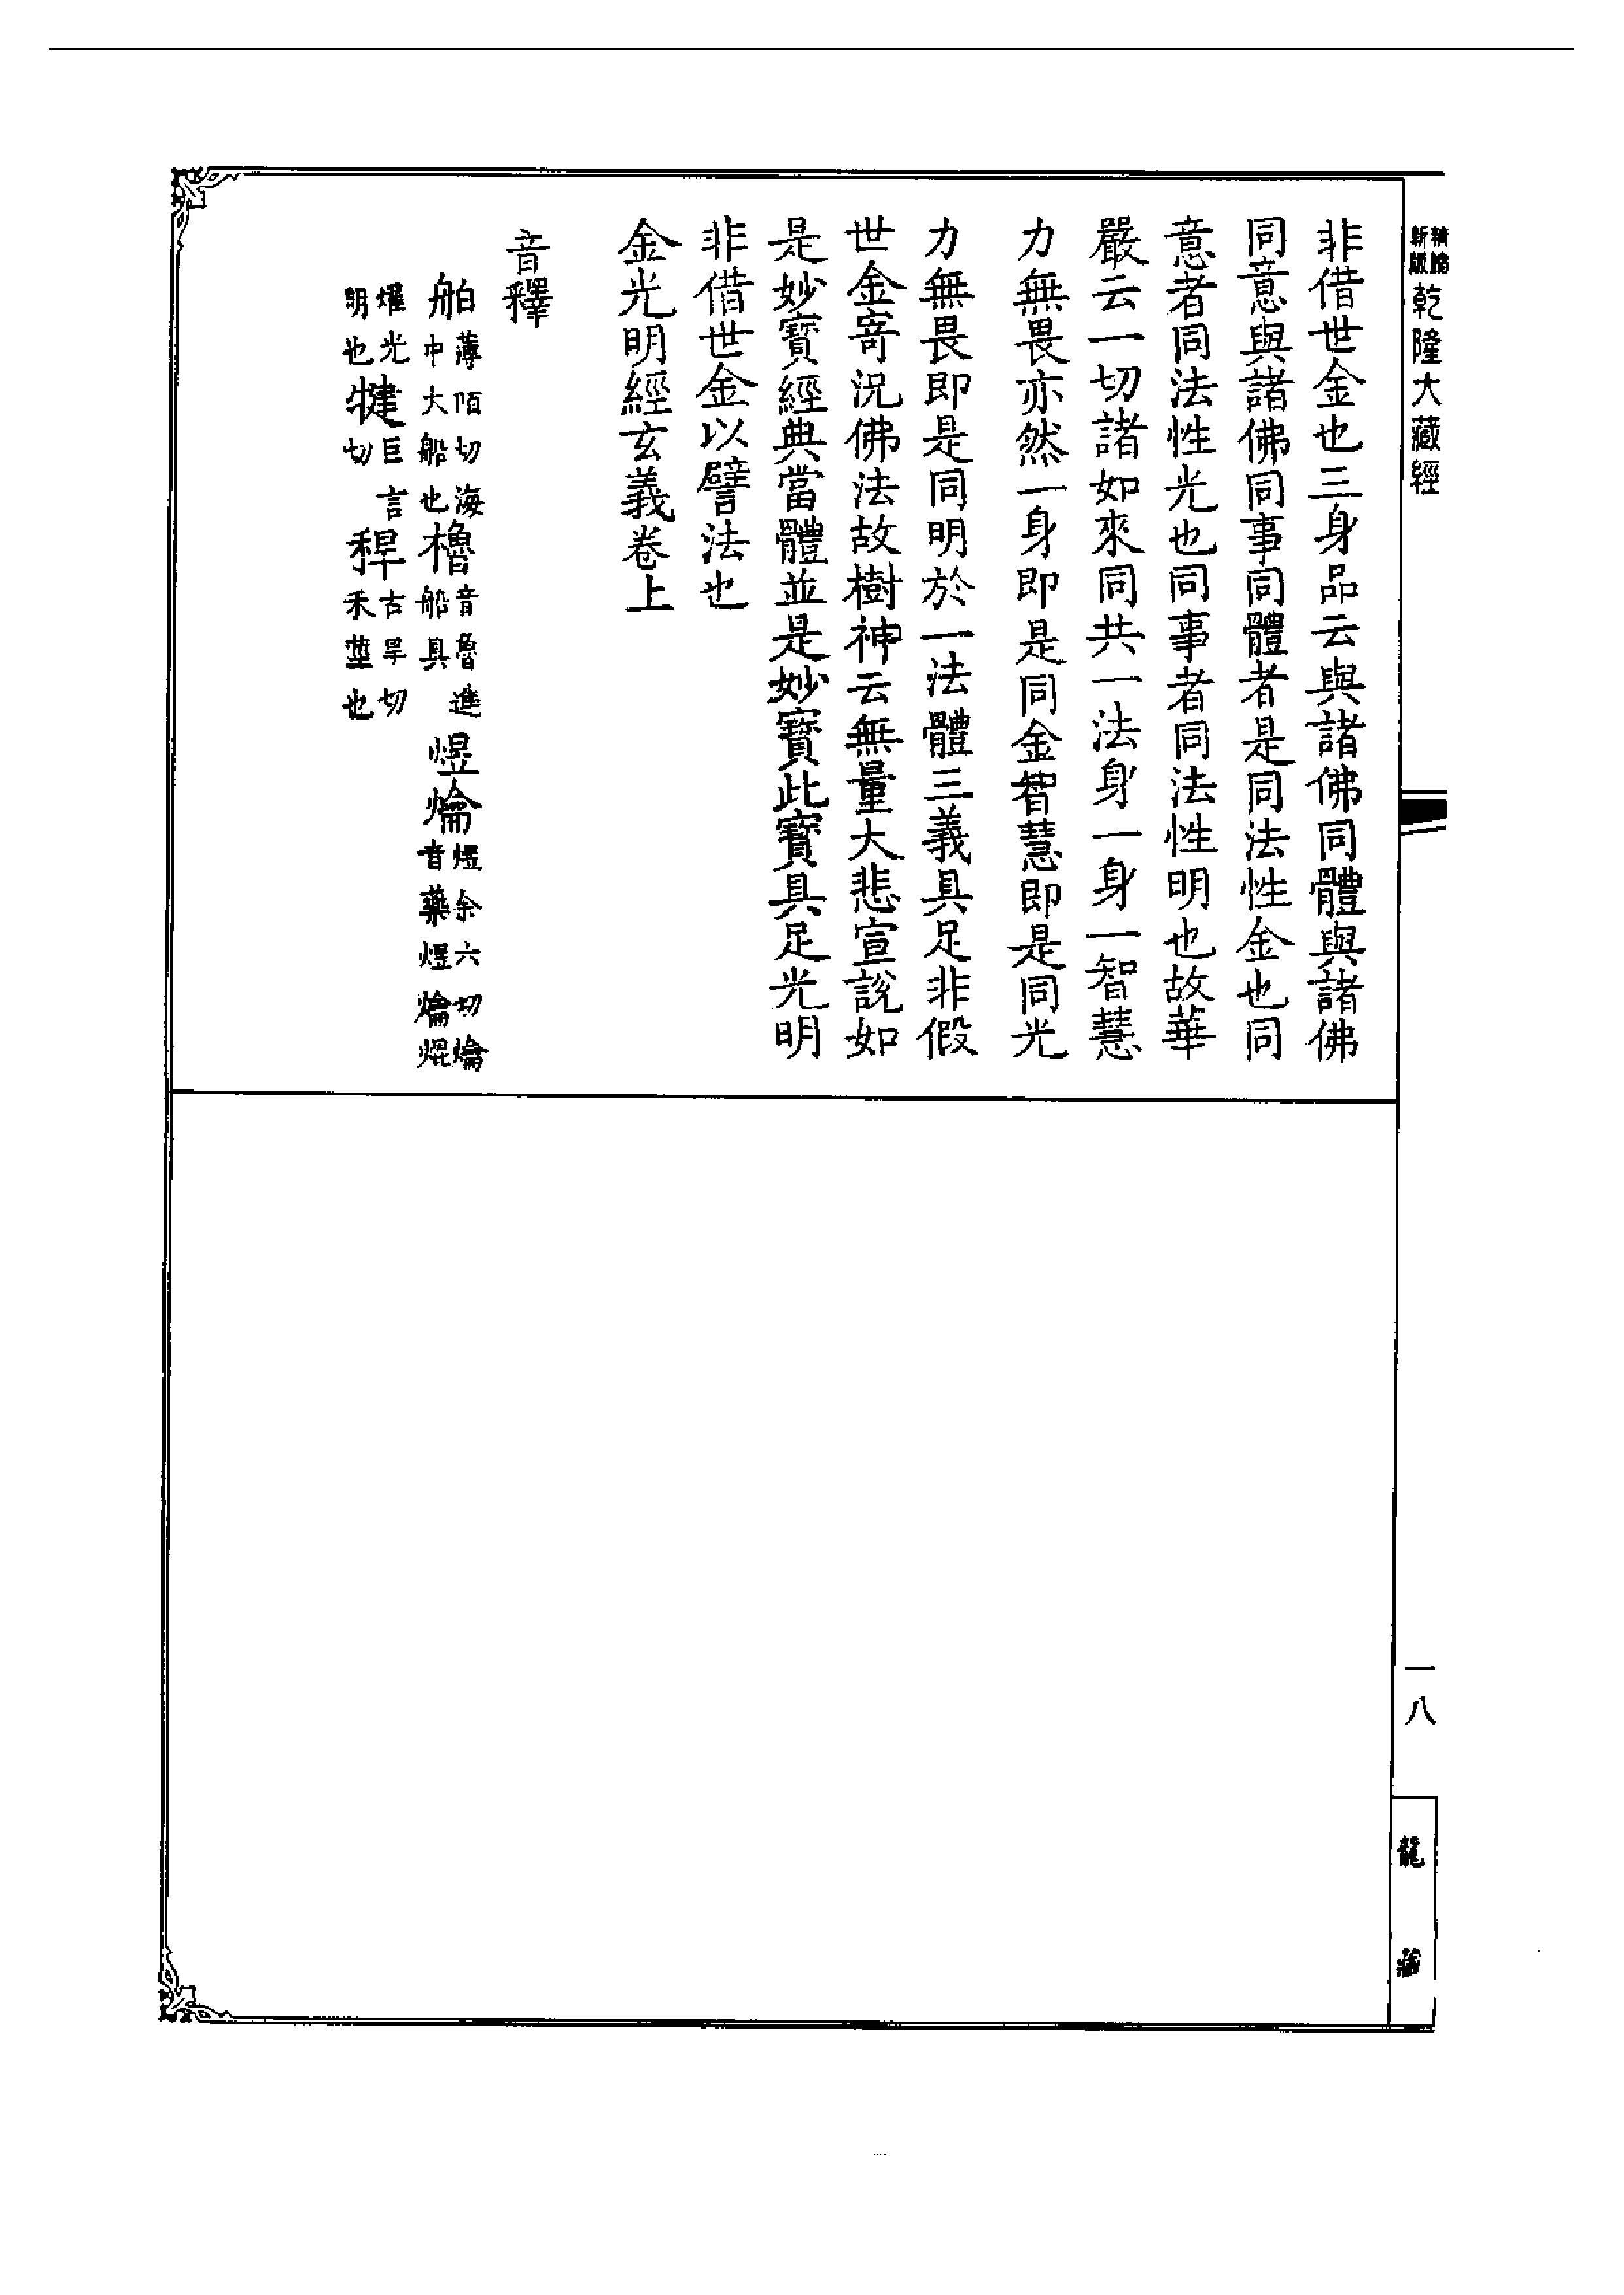 新版
精縮
乾隆大藏經
非借世金也三身品云與諸佛同體與諸佛
同意與諸佛同事同體者是同法性金也同
意者同法性光也同事者同法性明也故華
嚴云一切諸如來同共一法身一身一智慧
力無畏亦然一身即是同金智慧即是同光
力無畏即是同明於一法體三義具足非假
世金寄況佛法故樹神云無量大悲宣說如
是妙寶經典當體並是妙寶此寶具足光明
非借世金以譬法也
金光明經玄義卷上
音釋
舶薄陌切海中大船也櫓音魯進船具煜爚煜余六切爚音藥煜爚焜
燿光明也犍巨言切稈古旱切禾莖也
一八
龍藏